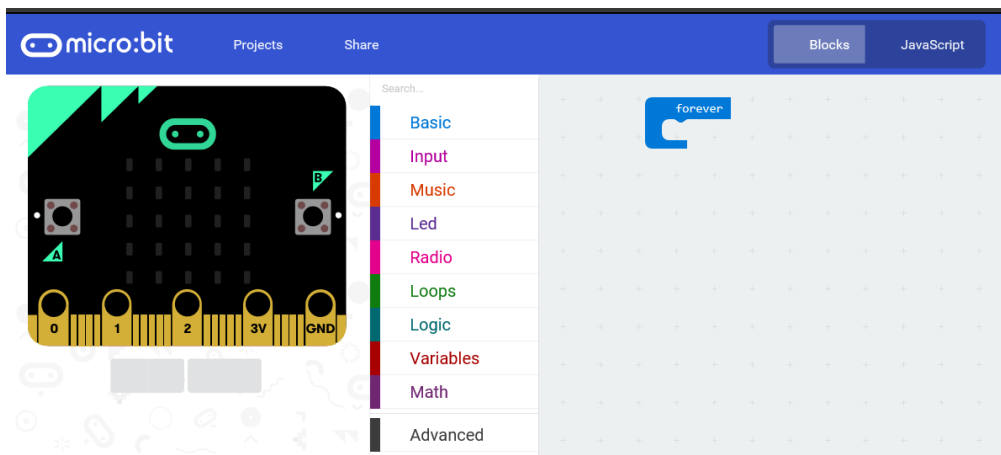 micro:bit Projects Share Blocks JavaScript
Search...
Basic
Input
Music
Led
Radio
Loops
Logic
Variables
Math
Advanced
B
A
0 1 2 3V GND
forever